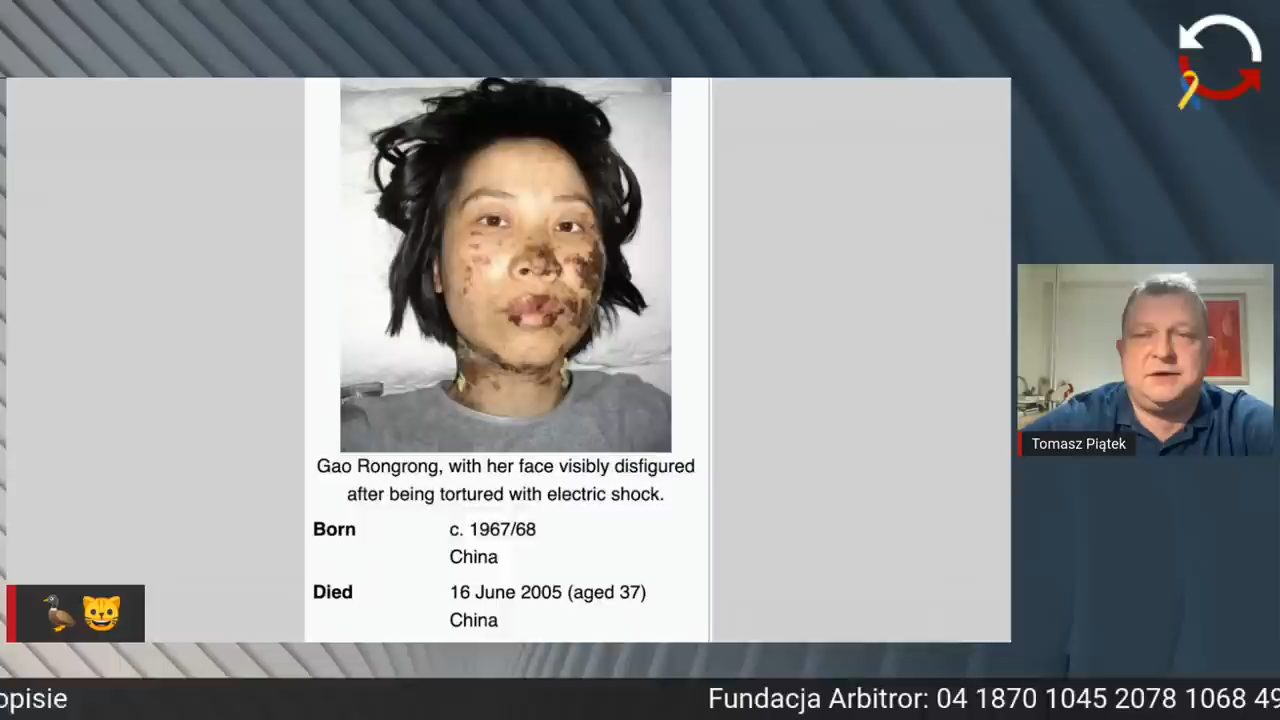 Gao Rongrong, with her face visibly disfigured
after being tortured with electric shock.
Born c. 1967/68
China
Died 16 June 2005 (aged 37)
China
Tomasz Piątek
opisie Fundacja Arbitror: 04 1870 1045 2078 1068 49